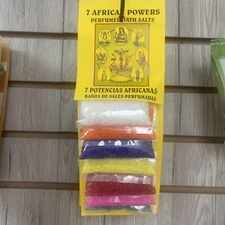 7 AFRICAN POWERS
PERFUMED BATH SALTS
7 POTENCIAS AFRICANAS
BAÑOS DE SALES PERFUMADAS